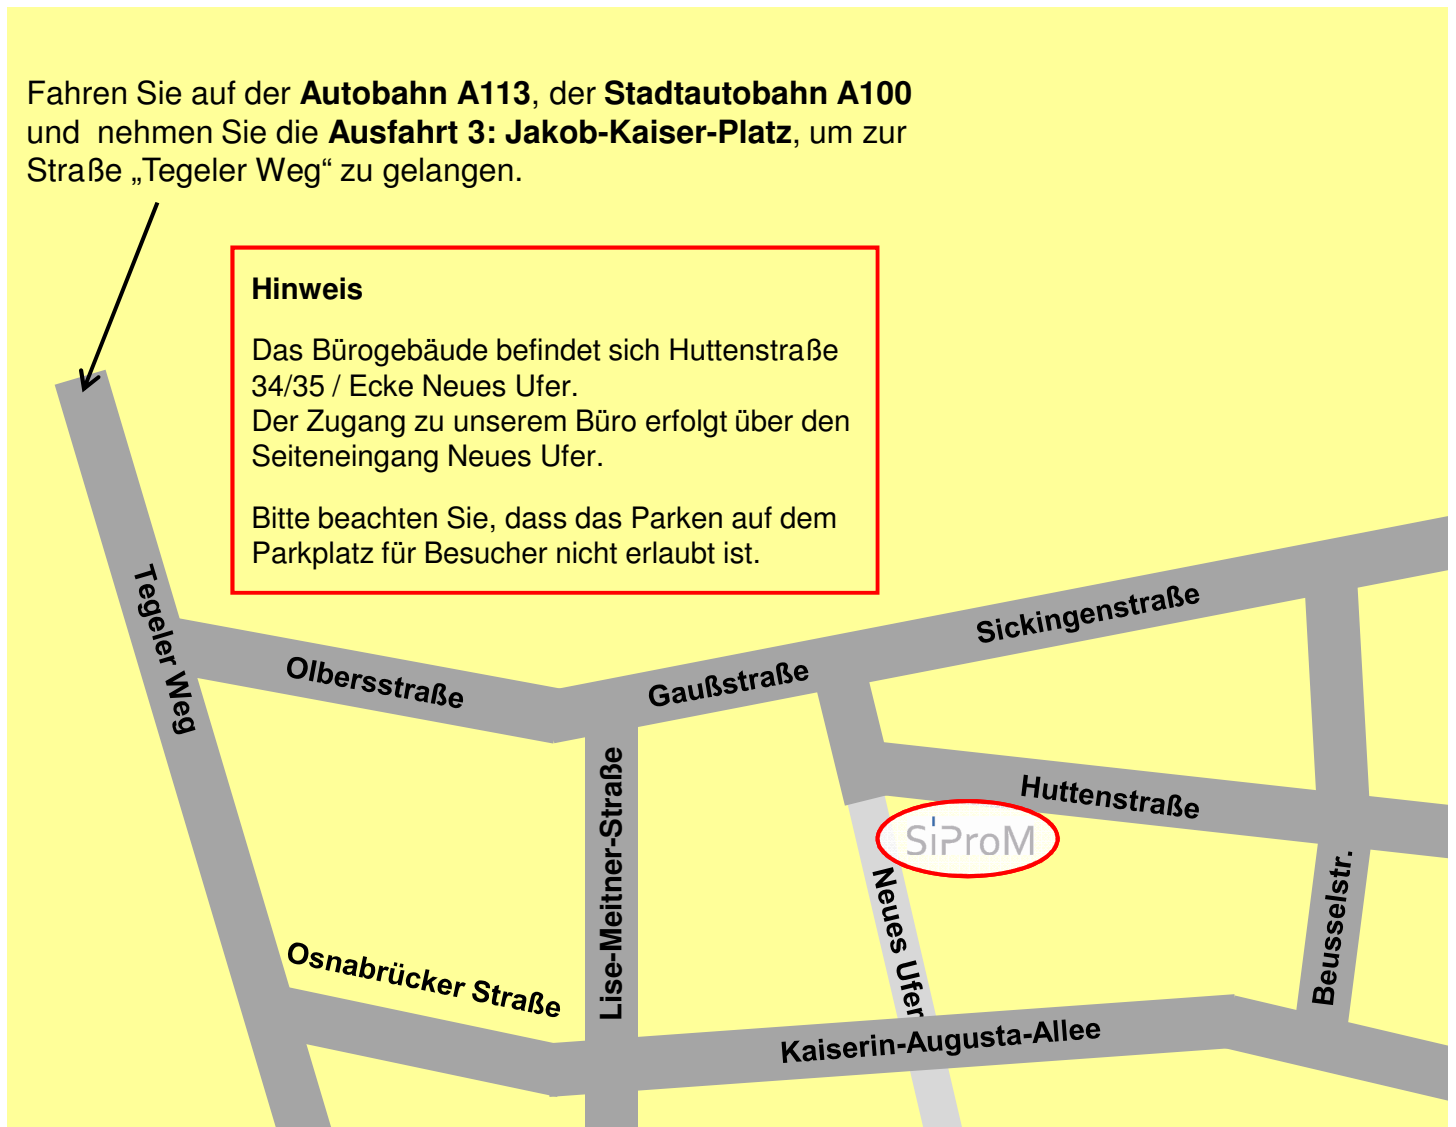 Fahren Sie auf der Autobahn A113, der Stadtautobahn A100
und nehmen Sie die Ausfahrt 3: Jakob-Kaiser-Platz, um zur
Straße „Tegeler Weg“ zu gelangen.
Hinweis
Das Bürogebäude befindet sich Huttenstraße
34/35 / Ecke Neues Ufer.
Der Zugang zu unserem Büro erfolgt über den
Seiteneingang Neues Ufer.
Bitte beachten Sie, dass das Parken auf dem
Parkplatz für Besucher nicht erlaubt ist.
Tegeler Weg
Olbersstraße
Gaußstraße
Sickingenstraße
Lise-Meitner-Straße
Huttenstraße
SiProM
Neues Ufer
Beusselstr.
Osnabrücker Straße
Kaiserin-Augusta-Allee